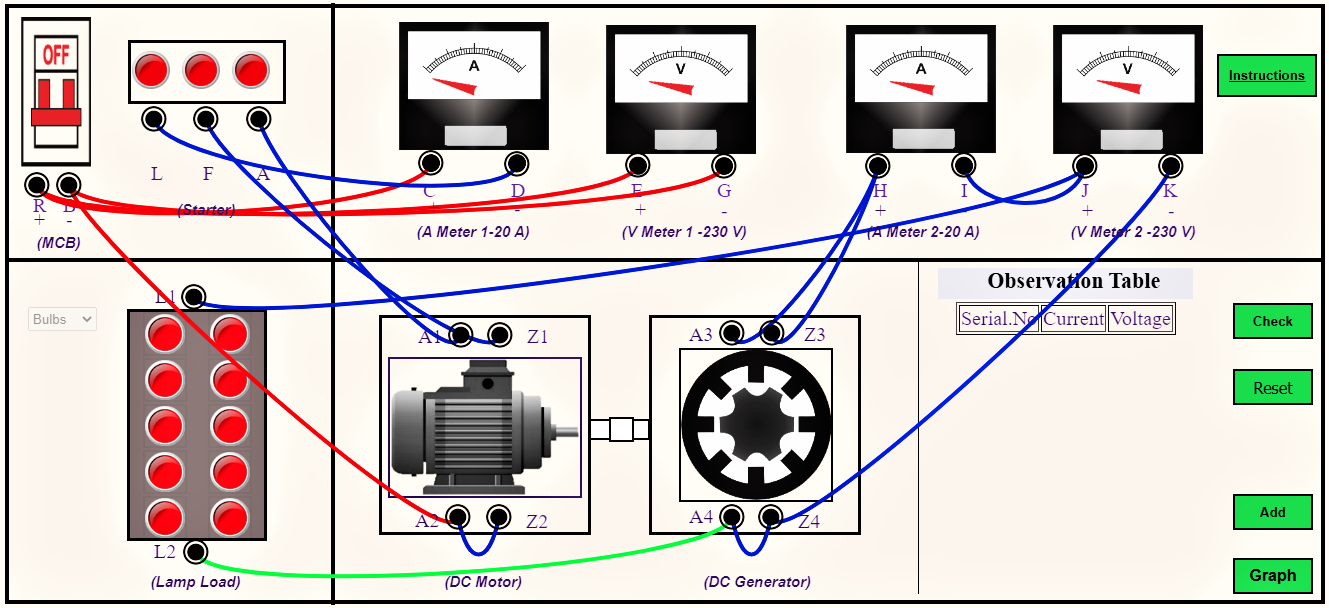 OFF
A
V
A
V
Instructions
L F A
R B
+ -
(MCB)
(Starter)
C D
+ -
(A Meter 1-20 A)
E G
+ -
(V Meter 1 -230 V)
H I
+
(A Meter 2-20 A)
J K
+ -
(V Meter 2 -230 V)
L1
Bulbs
L2
(Lamp Load)
A1 Z1
A2 Z2
(DC Motor)
A3 Z3
A4 Z4
(DC Generator)
Observation Table
Serial.No Current Voltage
Check
Reset
Add
Graph